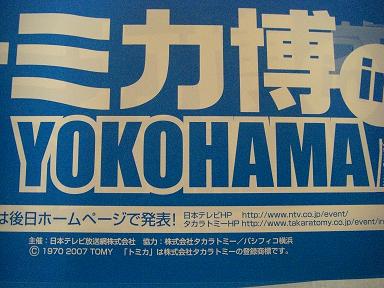 トミカ博 in
YOKOHAMA
は後日ホームページで発表! 日本テレビHP http://www.ntv.co.jp/event/
タカラトミーHP http://www.takaratomy.co.jp/event/in
主催:日本テレビ放送網株式会社 協力:株式会社タカラトミー/パシフィコ横浜
Ⓒ 1970 2007 TOMY 「トミカ」は株式会社タカラトミーの登録商標です。